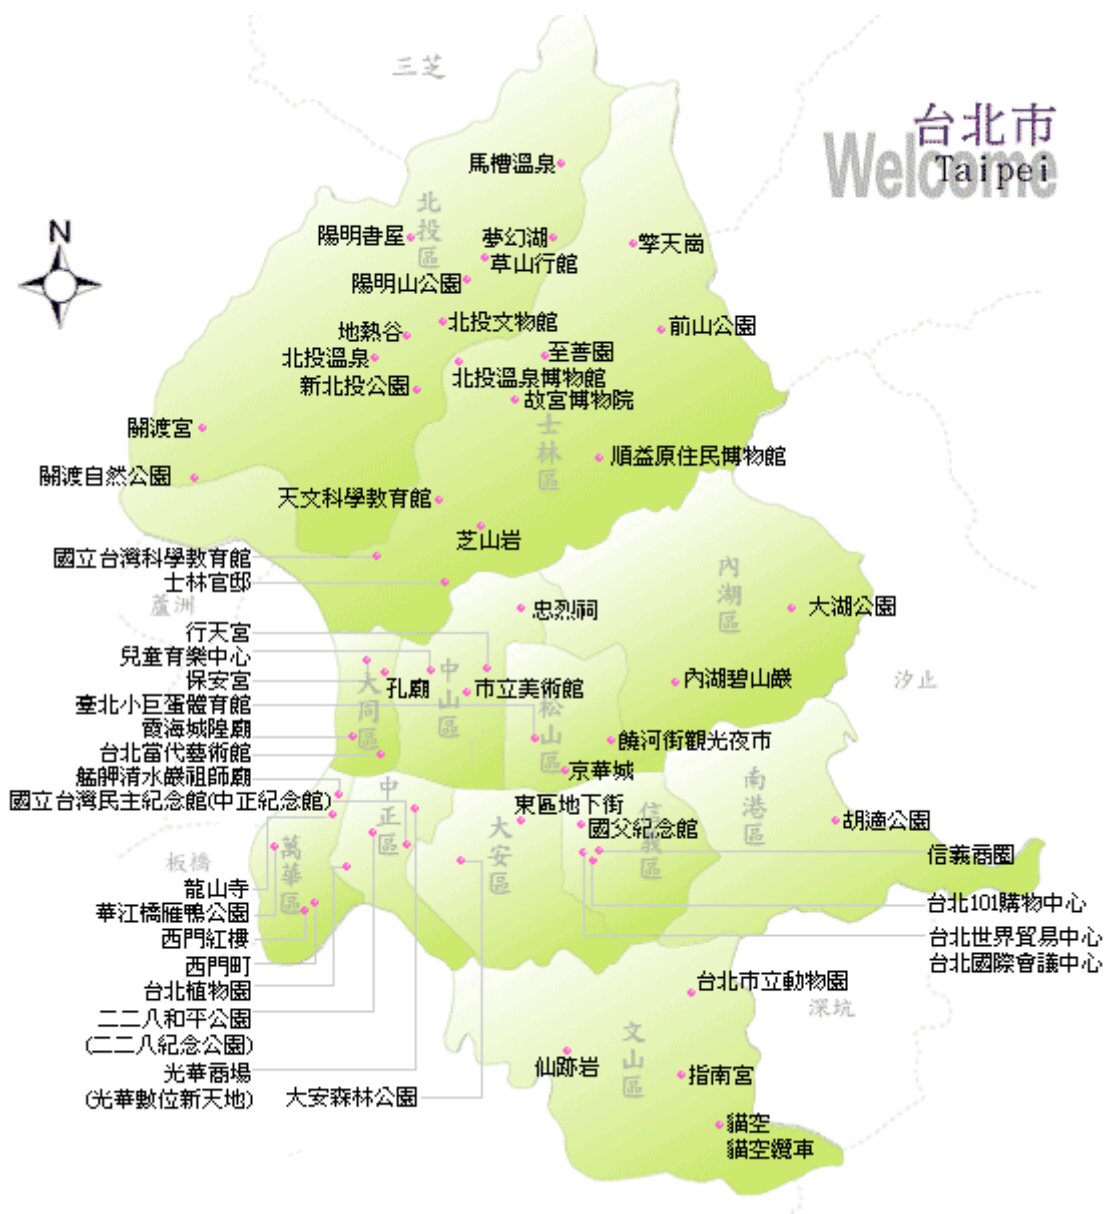 三芝
台北市
Welcome
Taipei
馬槽溫泉
北投區
N
陽明書屋
夢幻湖
擎天崗
草山行館
陽明山公園
北投文物館
前山公園
地熱谷
至善園
北投溫泉
北投溫泉博物館
新北投公園
故宮博物院
士林區
關渡宮
順益原住民博物館
關渡自然公園
天文科學教育館
芝山岩
國立台灣科學教育館
士林官邸
內湖區
蘆洲
忠烈祠
大湖公園
行天宮
兒童育樂中心
保安宮
大同區
孔廟
中山區
市立美術館
內湖碧山巖
汐止
臺北小巨蛋體育館
松山區
霞海城隍廟
饒河街觀光夜市
台北當代藝術館
京華城
艋舺清水巖祖師廟
國立台灣民主紀念館(中正紀念館)
中正區
東區地下街
大安區
國父紀念館
信義區
南港區
胡適公園
板橋
萬華區
信義商圈
龍山寺
華江橋雁鴨公園
台北101購物中心
西門紅樓
台北世界貿易中心
西門町
台北國際會議中心
台北植物園
台北市立動物園
深坑
二二八和平公園
(二二八紀念公園)
文山區
仙跡岩
光華商場
指南宮
(光華數位新天地)
大安森林公園
貓空
貓空纜車